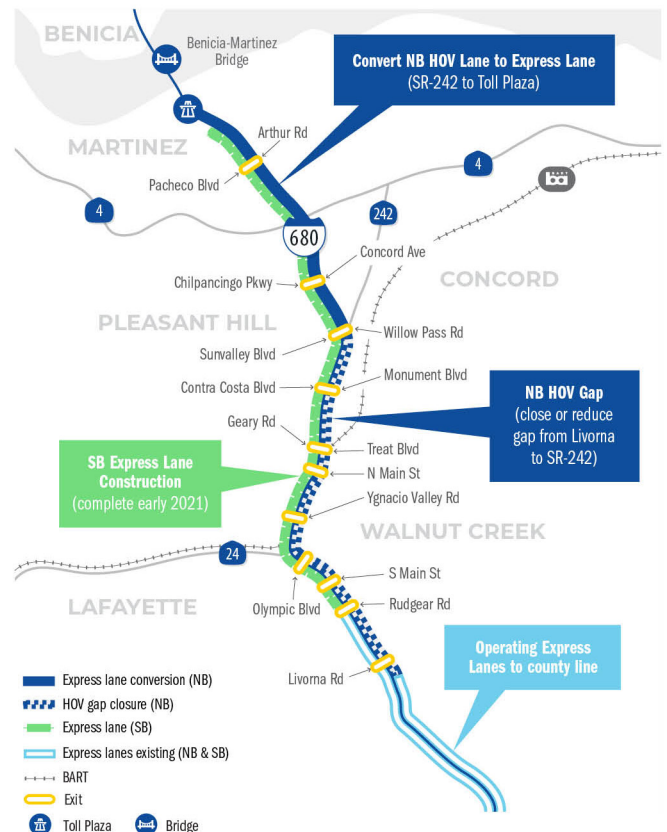 BENICIA
Benicia-Martinez
Bridge
Convert NB HOV Lane to Express Lane
(SR-242 to Toll Plaza)
Arthur Rd
MARTINEZ
Pacheco Blvd
4
4
242
680
Concord Ave
Chilpancingo Pkwy
CONCORD
PLEASANT HILL
Willow Pass Rd
Sunvalley Blvd
Monument Blvd
Contra Costa Blvd
NB HOV Gap
(close or reduce
gap from Livorna
to SR-242)
Geary Rd
Treat Blvd
SB Express Lane
Construction
(complete early 2021)
N Main St
Ygnacio Valley Rd
WALNUT CREEK
24
S Main St
LAFAYETTE
Olympic Blvd
Rudgear Rd
Operating Express
Lanes to county line
Livorna Rd
Express lane conversion (NB)
HOV gap closure (NB)
Express lane (SB)
Express lanes existing (NB & SB)
BART
Exit
Toll Plaza
Bridge